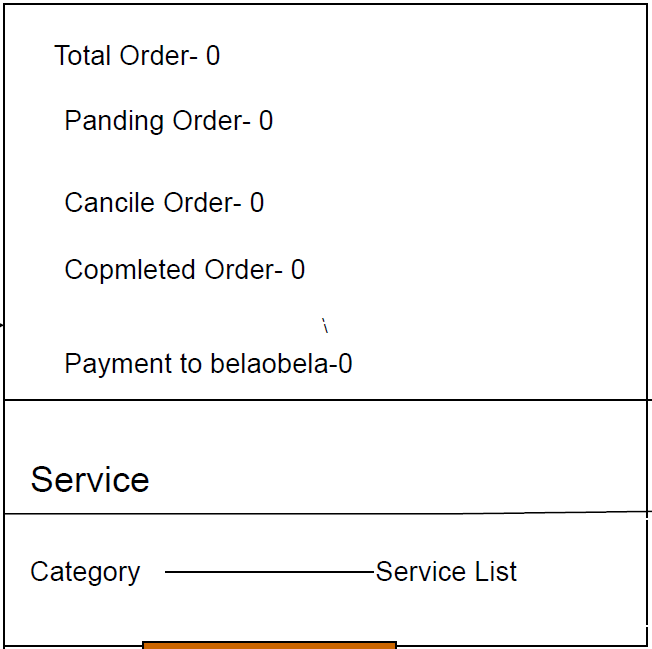 Total Order- 0
Panding Order- 0
Cancile Order- 0
Copmleted Order- 0
Payment to belaobela-0
Service
Category Service List